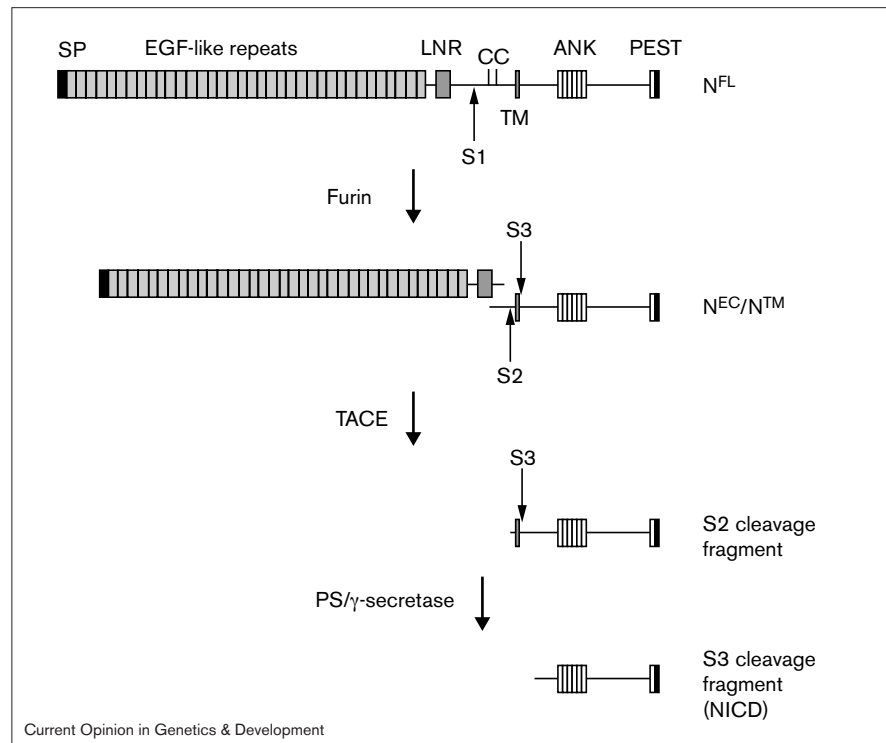 SP
EGF-like repeats
LNR
CC
ANK
PEST
N^FL
TM
S1
Furin
S3
N^EC/N^TM
S2
TACE
S3
S2 cleavage
fragment
PS/γ-secretase
S3 cleavage
fragment
(NICD)
Current Opinion in Genetics & Development